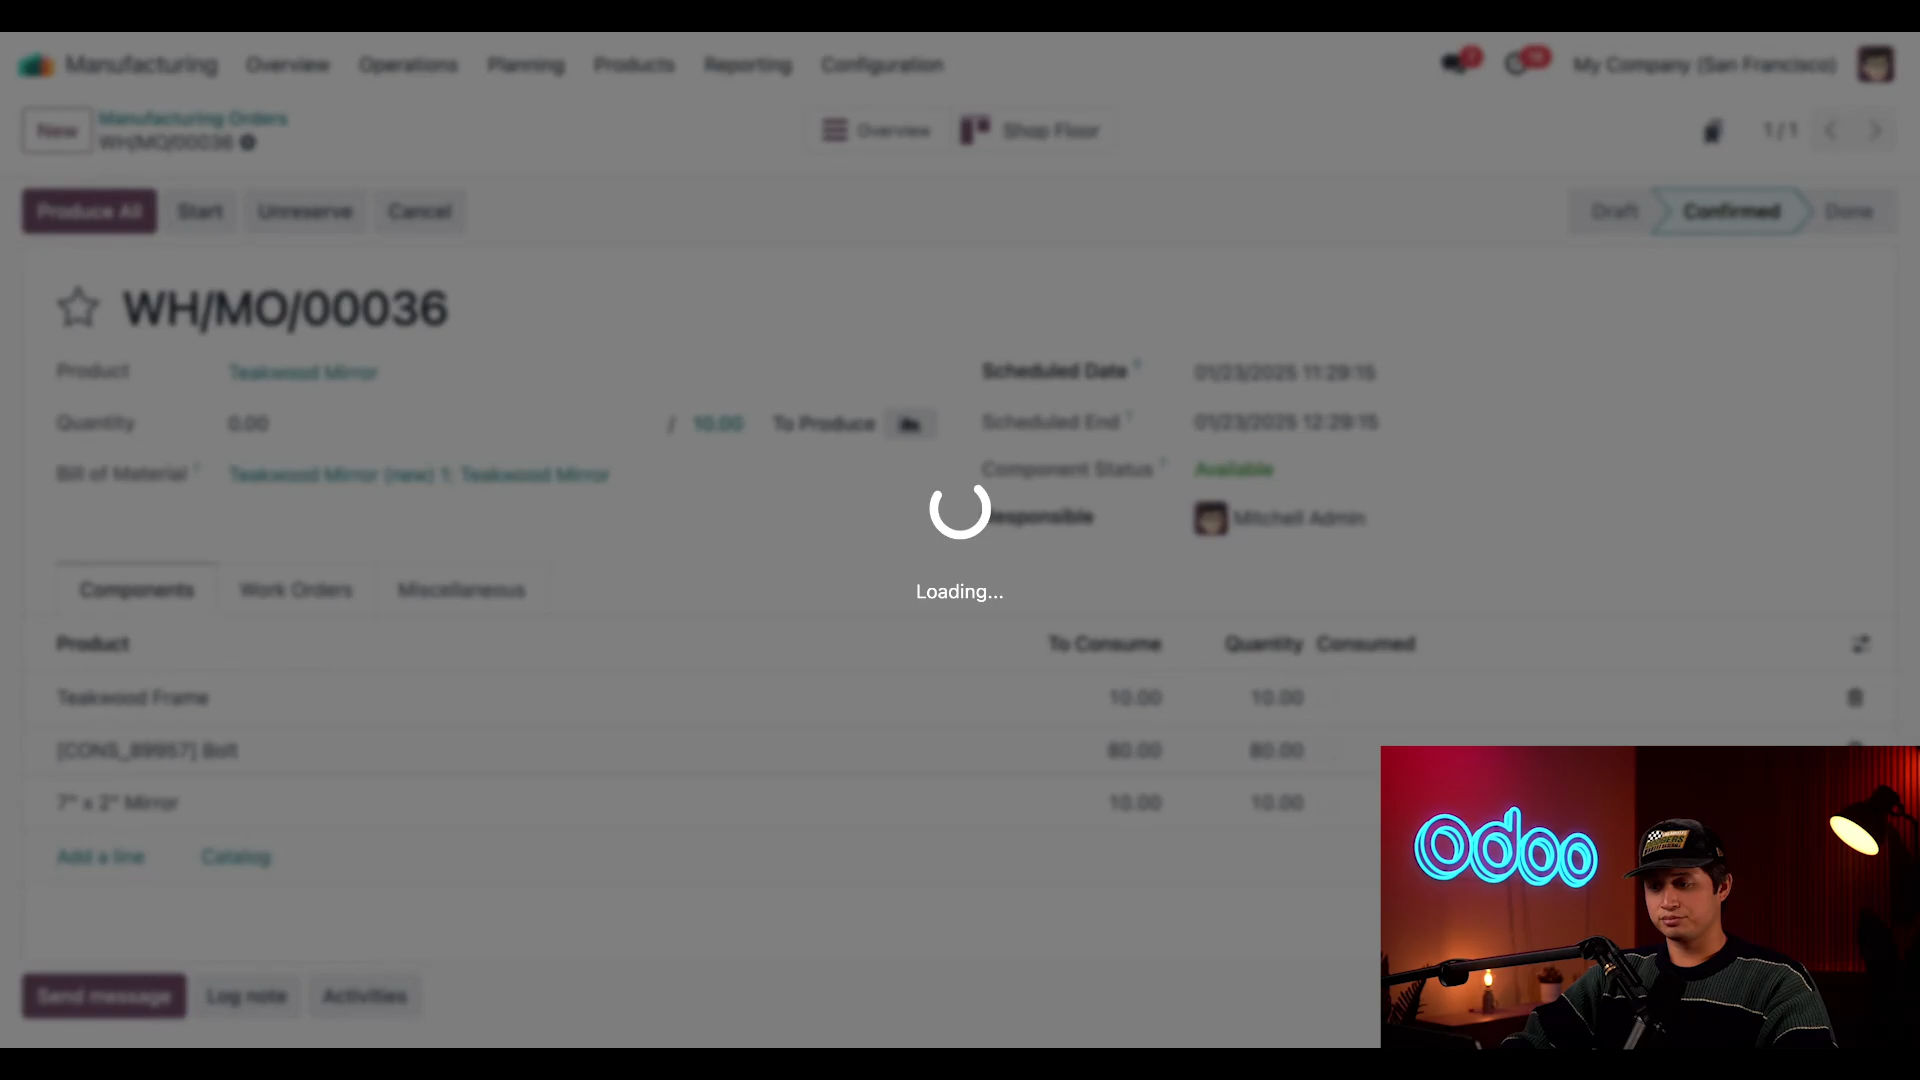 Manufacturing Overview Operations Planning Products Reporting Configuration My Company (San Francisco)
New Manufacturing Orders Overview Shop Floor 1 / 1
WH/MO/00036
Produce All Start Unreserve Cancel Draft Confirmed Done
WH/MO/00036
Product Teakwood Mirror Scheduled Date ? 01/23/2025 11:29:15
Quantity 0.00 / 10.00 To Produce Scheduled End ? 01/23/2025 12:29:15
Bill of Material ? Teakwood Mirror (new) 1: Teakwood Mirror Component Status ? Available
Responsible Mitchell Admin
Loading...
Components Work Orders Miscellaneous
Product To Consume Quantity Consumed
Teakwood Frame 10.00 10.00
[CONS_89957] Bolt 80.00 80.00
7" x 2" Mirror 10.00 10.00
Add a line Catalog
Send message Log note Activities
odoo